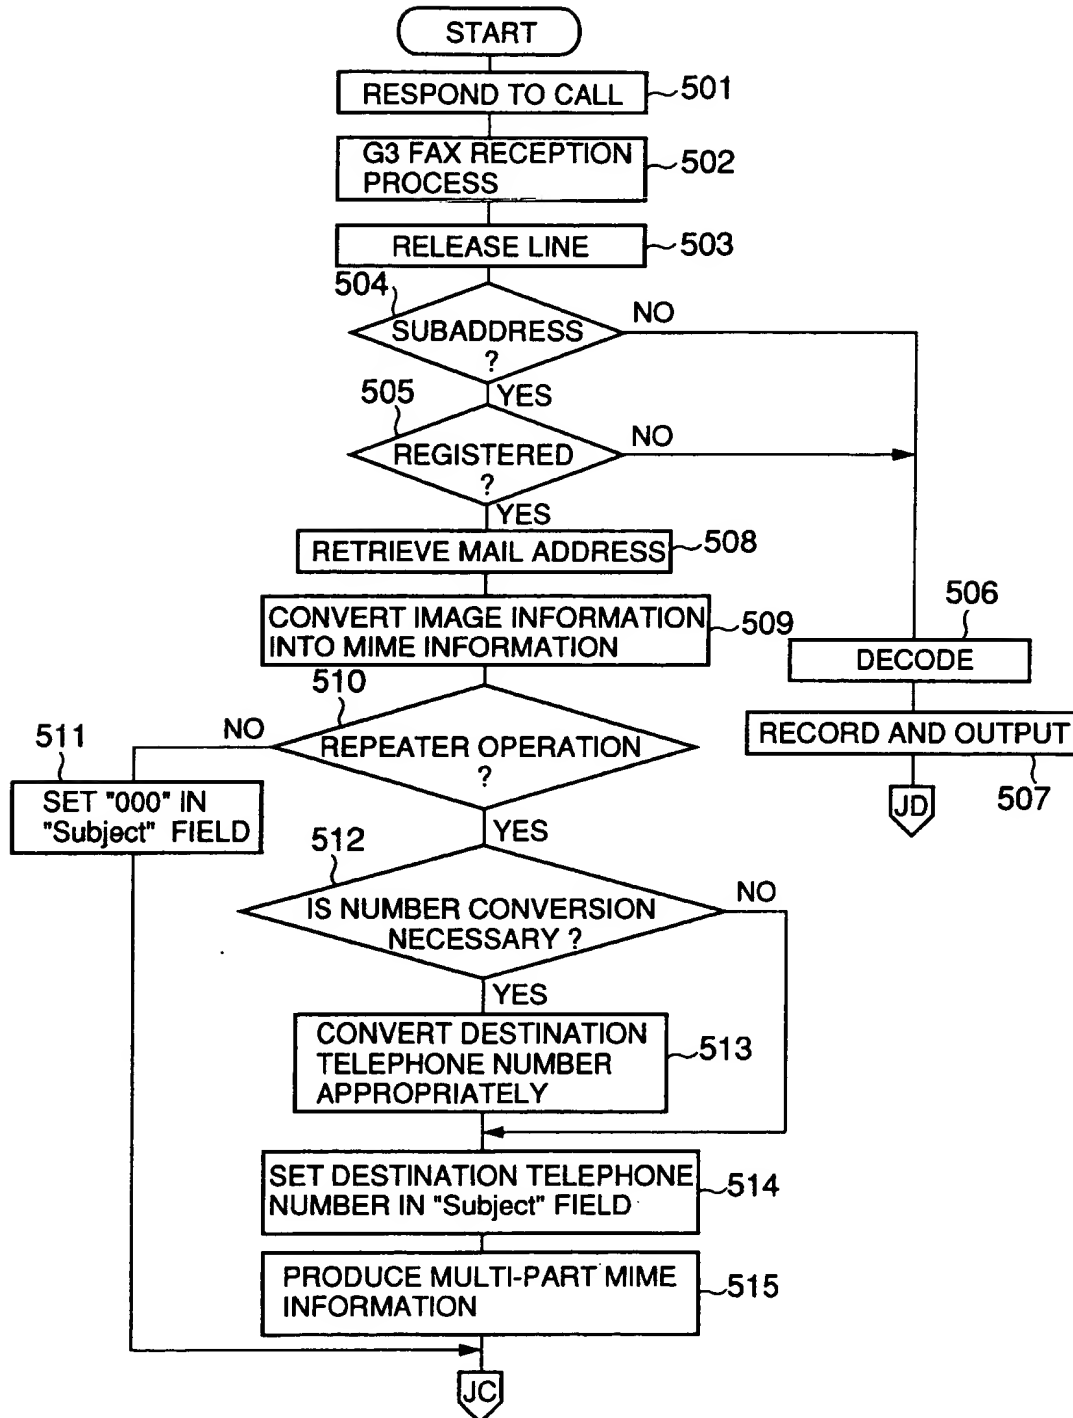 START
RESPOND TO CALL
501
G3 FAX RECEPTION
PROCESS
502
RELEASE LINE
503
504
SUBADDRESS
?
NO
YES
505
REGISTERED
?
NO
YES
RETRIEVE MAIL ADDRESS
508
CONVERT IMAGE INFORMATION
INTO MIME INFORMATION
509
506
DECODE
RECORD AND OUTPUT
507
JD
510
REPEATER OPERATION
?
NO
YES
511
SET "000" IN
"Subject" FIELD
512
IS NUMBER CONVERSION
NECESSARY ?
NO
YES
CONVERT DESTINATION
TELEPHONE NUMBER
APPROPRIATELY
513
SET DESTINATION TELEPHONE
NUMBER IN "Subject" FIELD
514
PRODUCE MULTI-PART MIME
INFORMATION
515
JC